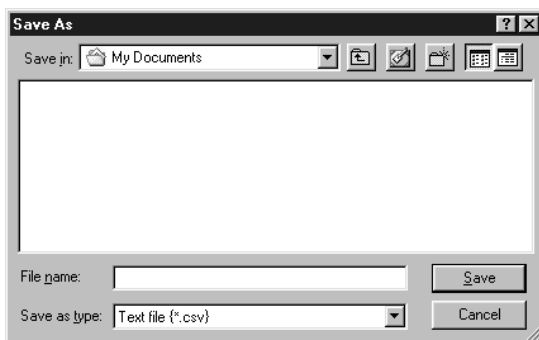 Save As
Save in: My Documents
File name:
Save
Save as type: Text file {*.csv}
Cancel